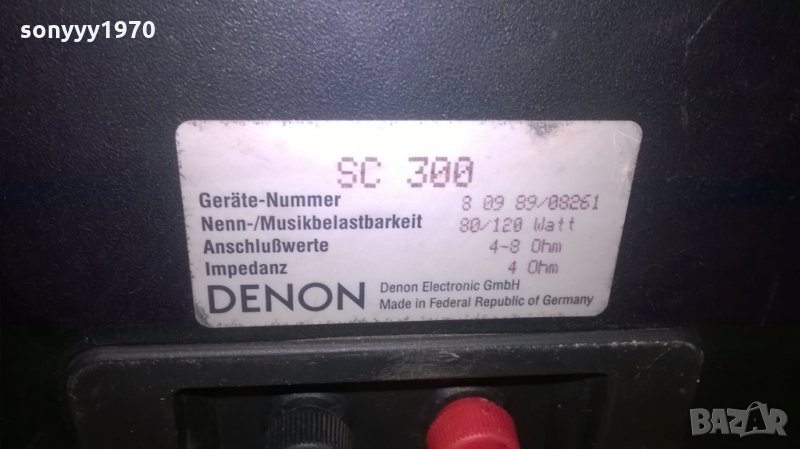 sonyyy1970
SC 300
Geräte-Nummer 8 09 89/08261
Nenn-/Musikbelastbarkeit 80/120 Watt
Anschlußwerte 4-8 Ohm
Impedanz 4 Ohm
DENON Denon Electronic GmbH
Made in Federal Republic of Germany
BAZAR